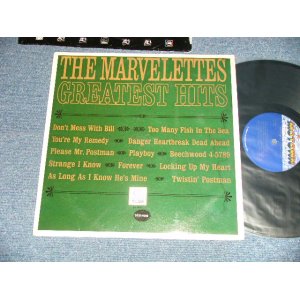 THE MARVELETTES
GREATEST HITS
Don't Mess With Bill Too Many Fish In The Sea
You're My Remedy Danger Heartbreak Dead Ahead
Please Mr. Postman Playboy Beechwood 4-5789
Strange I Know Forever Locking Up My Heart
As Long As I Know He's Mine Twistin' Postman
MOTOWN